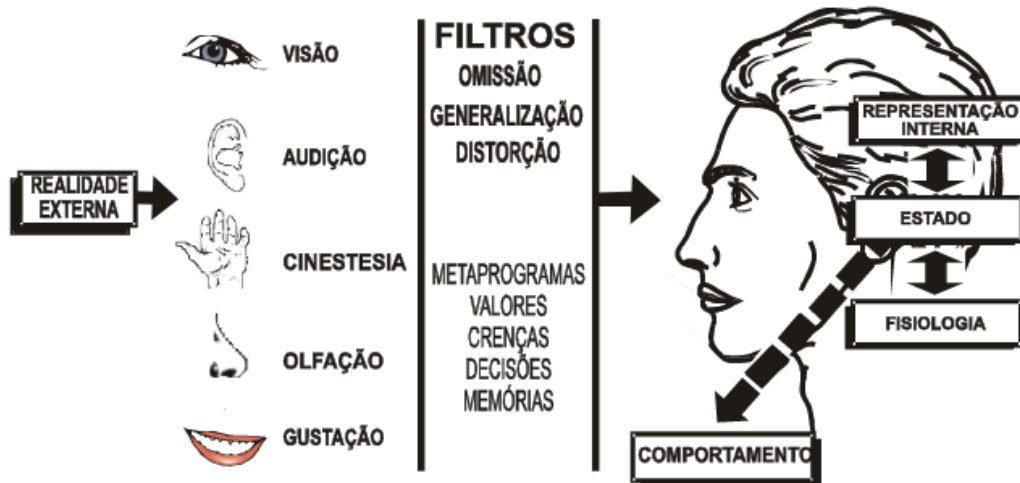 REALIDADE
EXTERNA
VISÃO
AUDIÇÃO
CINESTESIA
OLFAÇÃO
GUSTAÇÃO
FILTROS
OMISSÃO
GENERALIZAÇÃO
DISTORÇÃO
METAPROGRAMAS
VALORES
CRENÇAS
DECISÕES
MEMÓRIAS
REPRESENTAÇÃO
INTERNA
ESTADO
FISIOLOGIA
COMPORTAMENTO